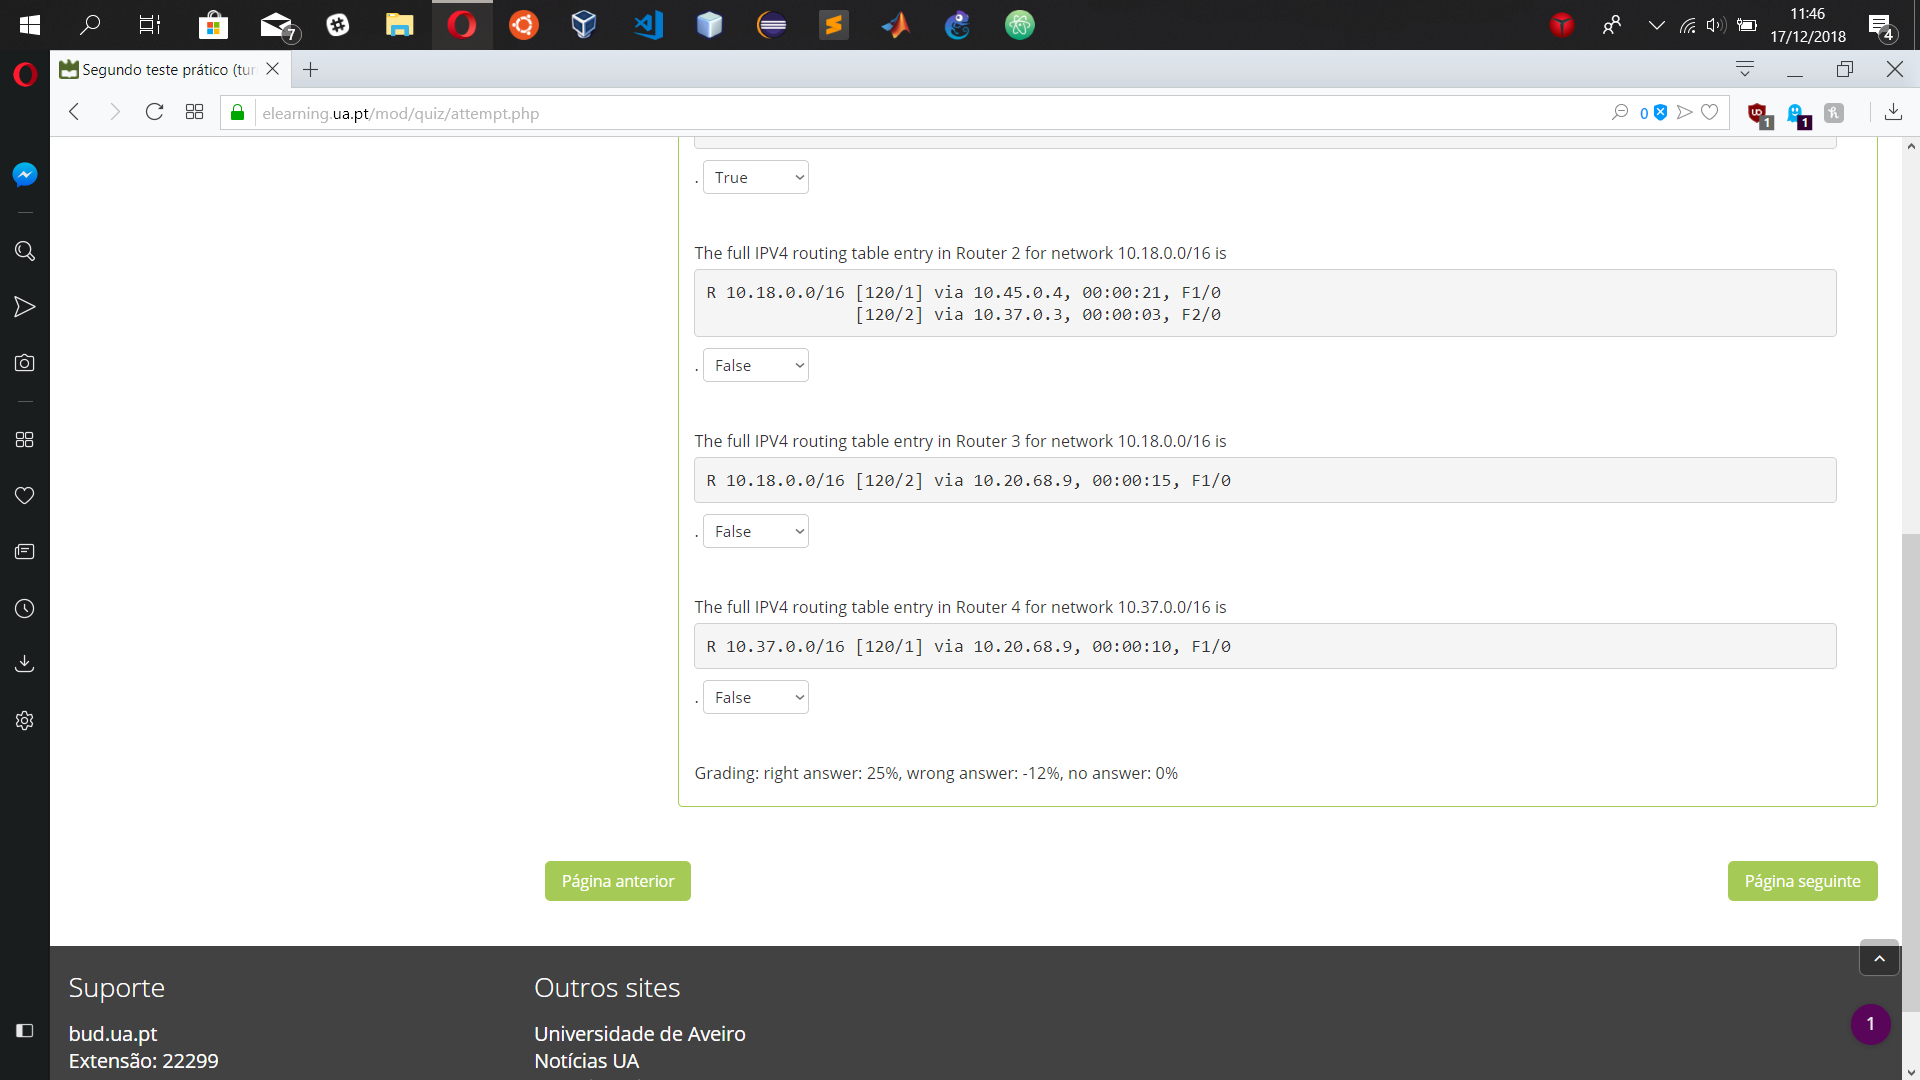 11:46
17/12/2018
7
4
Segundo teste prático (tur
elearning.ua.pt/mod/quiz/attempt.php
0
1
1
. True
The full IPV4 routing table entry in Router 2 for network 10.18.0.0/16 is
R 10.18.0.0/16 [120/1] via 10.45.0.4, 00:00:21, F1/0
[120/2] via 10.37.0.3, 00:00:03, F2/0
. False
The full IPV4 routing table entry in Router 3 for network 10.18.0.0/16 is
R 10.18.0.0/16 [120/2] via 10.20.68.9, 00:00:15, F1/0
. False
The full IPV4 routing table entry in Router 4 for network 10.37.0.0/16 is
R 10.37.0.0/16 [120/1] via 10.20.68.9, 00:00:10, F1/0
. False
Grading: right answer: 25%, wrong answer: -12%, no answer: 0%
Página anterior
Página seguinte
Suporte
bud.ua.pt
Extensão: 22299
Outros sites
Universidade de Aveiro
Notícias UA
1